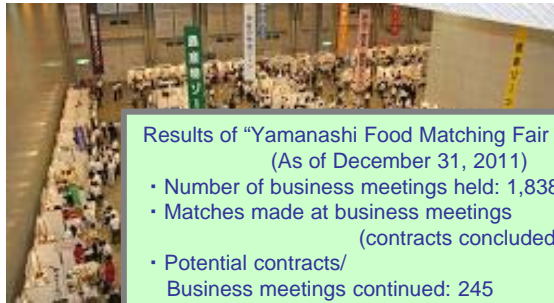 Results of “Yamanashi Food Matching Fair
(As of December 31, 2011)
・Number of business meetings held: 1,838
・Matches made at business meetings
(contracts concluded
・Potential contracts/
Business meetings continued: 245